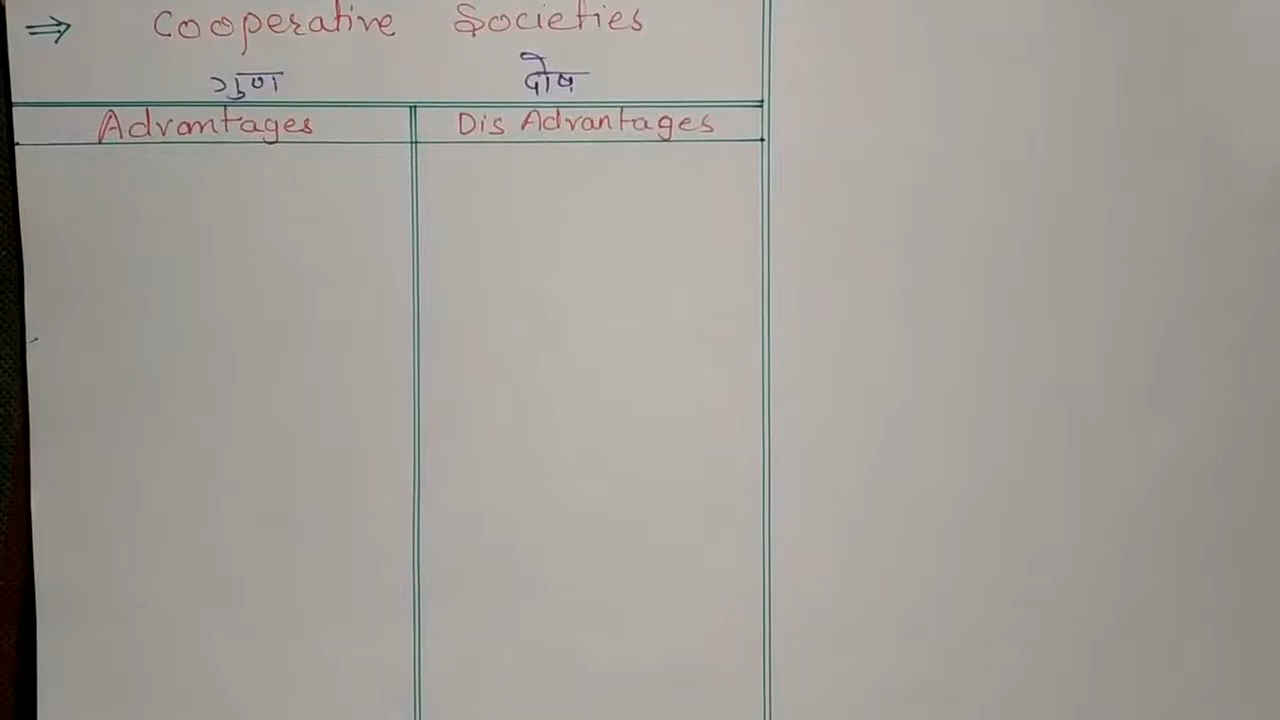 ⇒ Cooperative Societies
गुण दोष
Advantages Dis Advantages